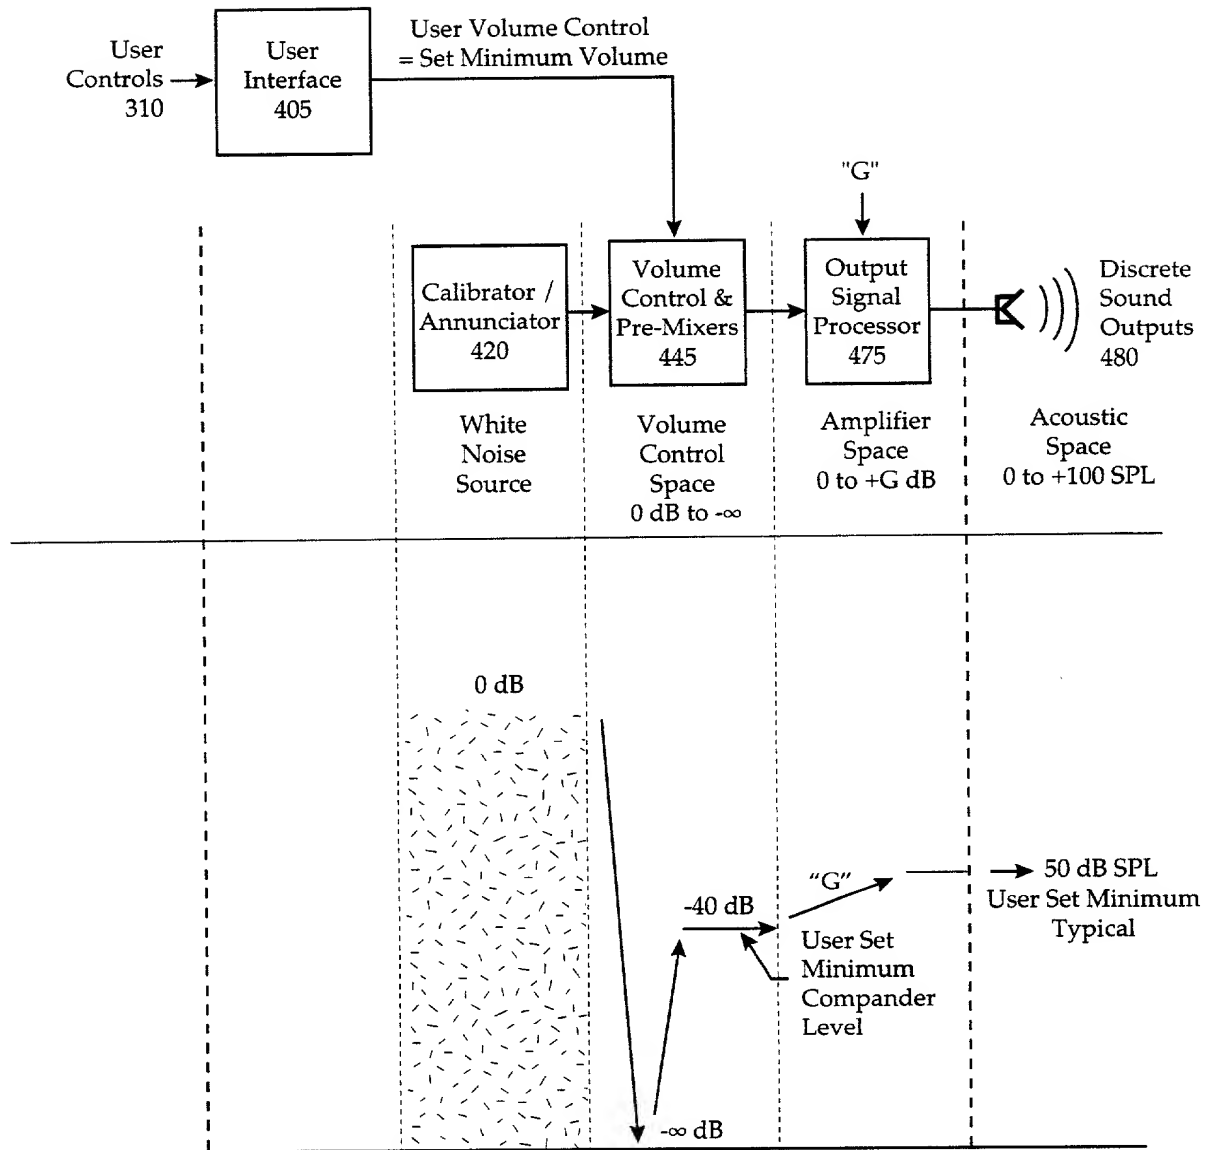 User
Controls
310
User
Interface
405
User Volume Control
= Set Minimum Volume
"G"
Calibrator /
Annunciator
420
Volume
Control &
Pre-Mixers
445
Output
Signal
Processor
475
Discrete
Sound
Outputs
480
White
Noise
Source
Volume
Control
Space
0 dB to -∞
Amplifier
Space
0 to +G dB
Acoustic
Space
0 to +100 SPL
0 dB
-40 dB
“G”
50 dB SPL
User Set Minimum
Typical
User Set
Minimum
Compander
Level
-∞ dB